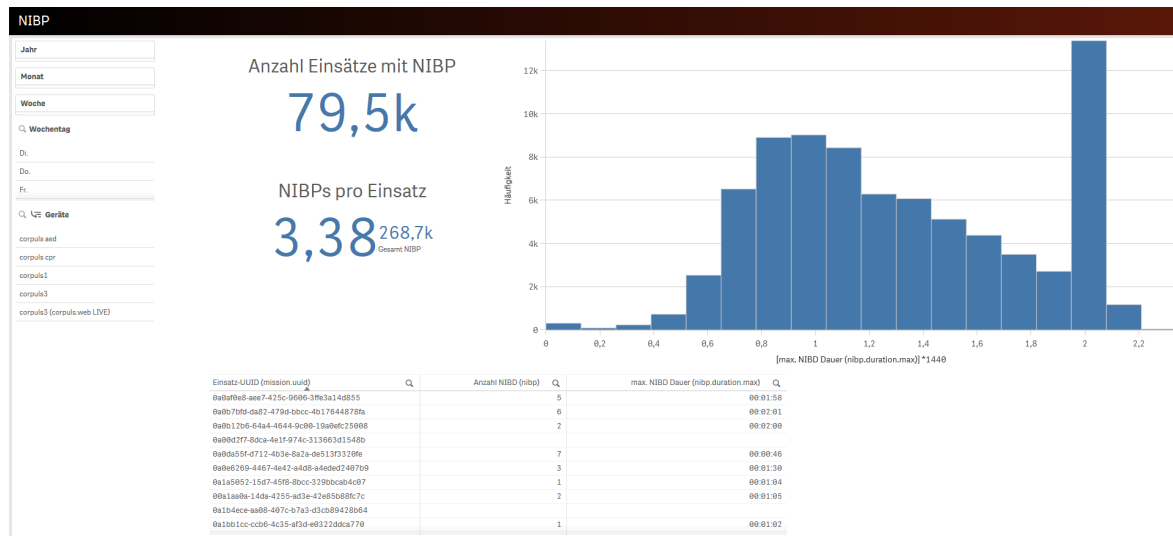 NIBP
Jahr
Monat
Woche
Wochentag
Di.
Do.
Fr.
Geräte
corpuls aed
corpuls cpr
corpuls1
corpuls3
corpuls3 (corpuls.web LIVE)
Anzahl Einsätze mit NIBP
79,5k
NIBPs pro Einsatz
3,38 268,7k
Gesamt NIBP
Häufigkeit
12k
10k
8k
6k
4k
2k
0
0 0,2 0,4 0,6 0,8 1 1,2 1,4 1,6 1,8 2 2,2
[max. NIBD Dauer (nibp.duration.max)] *1440
Einsatz-UUID (mission.uuid) Anzahl NIBD (nibp) max. NIBD Dauer (nibp.duration.max)
0a0af0e8-aee7-425c-9606-3ffe3a14d855 5 00:01:58
0a0b7bfd-da82-479d-bbcc-4b17644878fa 6 00:02:01
0a0b12b6-64a4-4644-9c00-19a0efc25008 2 00:02:00
0a00d2f7-8dca-4e1f-974c-313663d1548b
0a0da55f-d712-4b3e-8a2a-de513f3320fe 7 00:00:46
0a0e6269-4467-4e42-a4d8-a4eded2407b9 3 00:01:30
0a1a5052-15d7-45f8-8bcc-329bbcab4c07 1 00:01:04
00a1aa0a-14da-4255-ad3e-42e85b88fc7c 2 00:01:05
0a1b4ece-aa08-407c-b7a3-d3cb89428b64
0a1bb1cc-ccb6-4c35-af3d-e0322ddca770 1 00:01:02